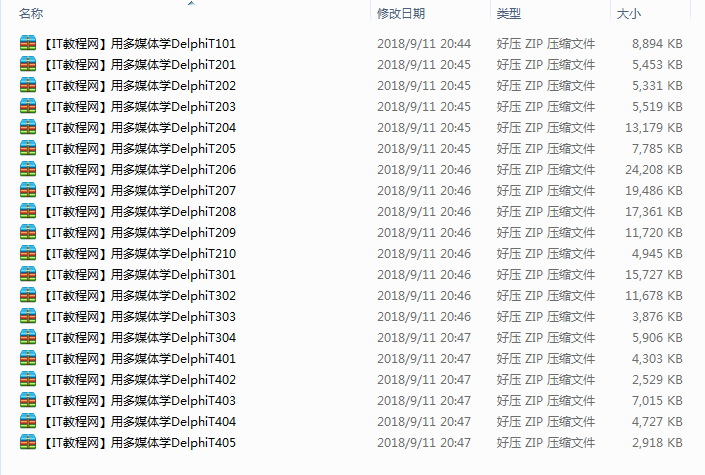 名称 修改日期 类型 大小
【IT教程网】用多媒体学DelphiT101 2018/9/11 20:44 好压 ZIP 压缩文件 8,894 KB
【IT教程网】用多媒体学DelphiT201 2018/9/11 20:45 好压 ZIP 压缩文件 5,453 KB
【IT教程网】用多媒体学DelphiT202 2018/9/11 20:45 好压 ZIP 压缩文件 5,331 KB
【IT教程网】用多媒体学DelphiT203 2018/9/11 20:45 好压 ZIP 压缩文件 5,519 KB
【IT教程网】用多媒体学DelphiT204 2018/9/11 20:45 好压 ZIP 压缩文件 13,179 KB
【IT教程网】用多媒体学DelphiT205 2018/9/11 20:45 好压 ZIP 压缩文件 7,785 KB
【IT教程网】用多媒体学DelphiT206 2018/9/11 20:46 好压 ZIP 压缩文件 24,208 KB
【IT教程网】用多媒体学DelphiT207 2018/9/11 20:46 好压 ZIP 压缩文件 19,486 KB
【IT教程网】用多媒体学DelphiT208 2018/9/11 20:46 好压 ZIP 压缩文件 17,361 KB
【IT教程网】用多媒体学DelphiT209 2018/9/11 20:46 好压 ZIP 压缩文件 11,720 KB
【IT教程网】用多媒体学DelphiT210 2018/9/11 20:46 好压 ZIP 压缩文件 4,945 KB
【IT教程网】用多媒体学DelphiT301 2018/9/11 20:46 好压 ZIP 压缩文件 15,727 KB
【IT教程网】用多媒体学DelphiT302 2018/9/11 20:46 好压 ZIP 压缩文件 11,678 KB
【IT教程网】用多媒体学DelphiT303 2018/9/11 20:46 好压 ZIP 压缩文件 3,876 KB
【IT教程网】用多媒体学DelphiT304 2018/9/11 20:47 好压 ZIP 压缩文件 5,906 KB
【IT教程网】用多媒体学DelphiT401 2018/9/11 20:47 好压 ZIP 压缩文件 4,303 KB
【IT教程网】用多媒体学DelphiT402 2018/9/11 20:47 好压 ZIP 压缩文件 2,529 KB
【IT教程网】用多媒体学DelphiT403 2018/9/11 20:47 好压 ZIP 压缩文件 7,015 KB
【IT教程网】用多媒体学DelphiT404 2018/9/11 20:47 好压 ZIP 压缩文件 4,727 KB
【IT教程网】用多媒体学DelphiT405 2018/9/11 20:47 好压 ZIP 压缩文件 2,918 KB